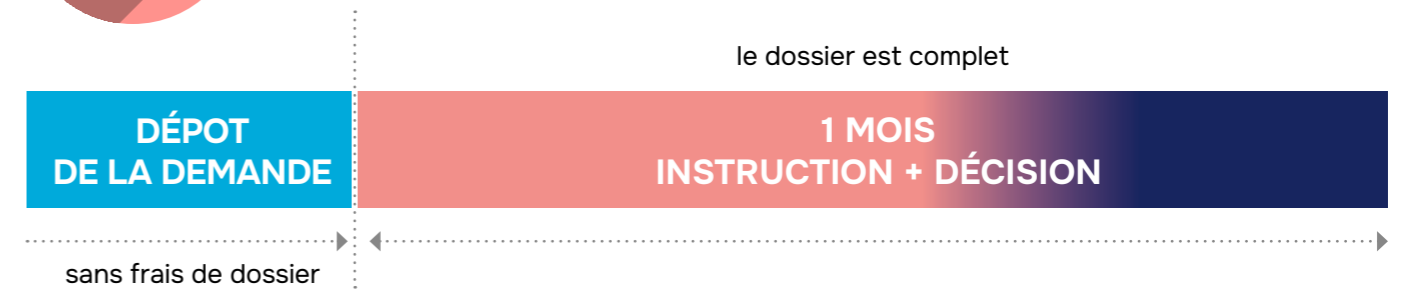 le dossier est complet
DÉPOT
DE LA DEMANDE
1 MOIS
INSTRUCTION + DÉCISION
sans frais de dossier